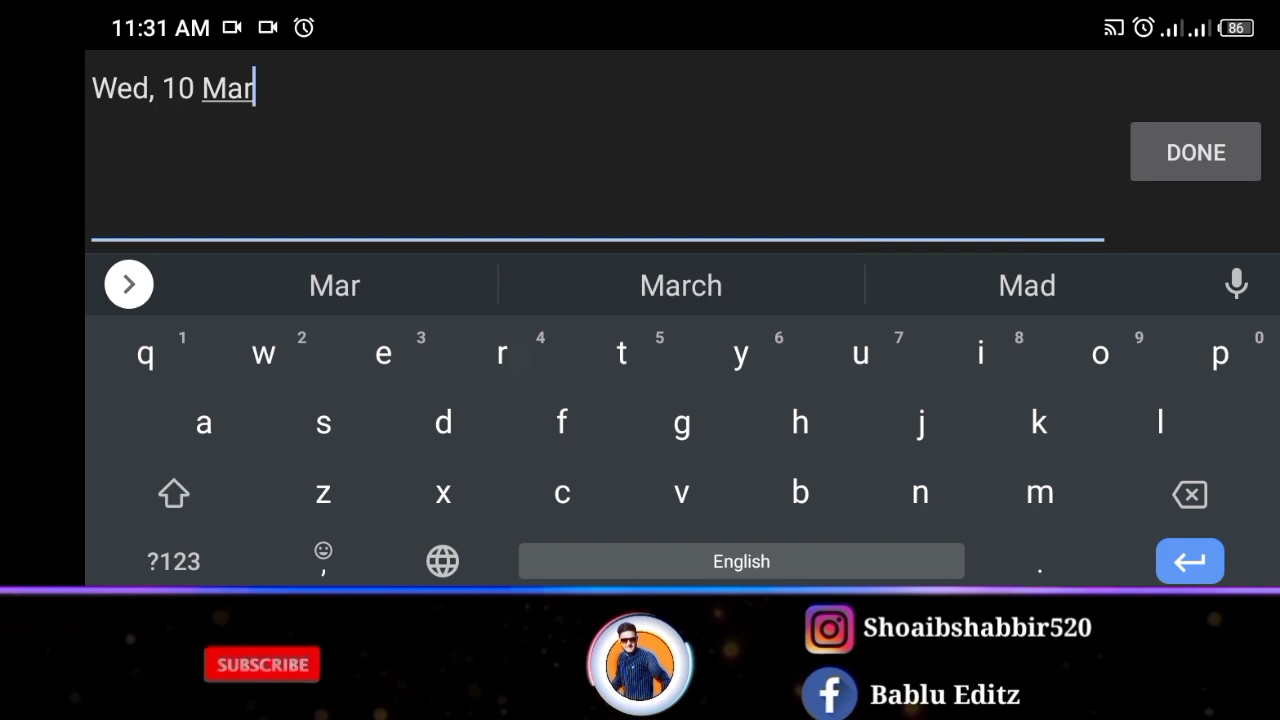 11:31 AM
86
Wed, 10 Mar
DONE
Mar March Mad
q 1 w 2 e 3 r 4 t 5 y 6 u 7 i 8 o 9 p 0
a s d f g h j k l
z x c v b n m
?123 , English .
SUBSCRIBE
Shoaibshabbir520
Bablu Editz